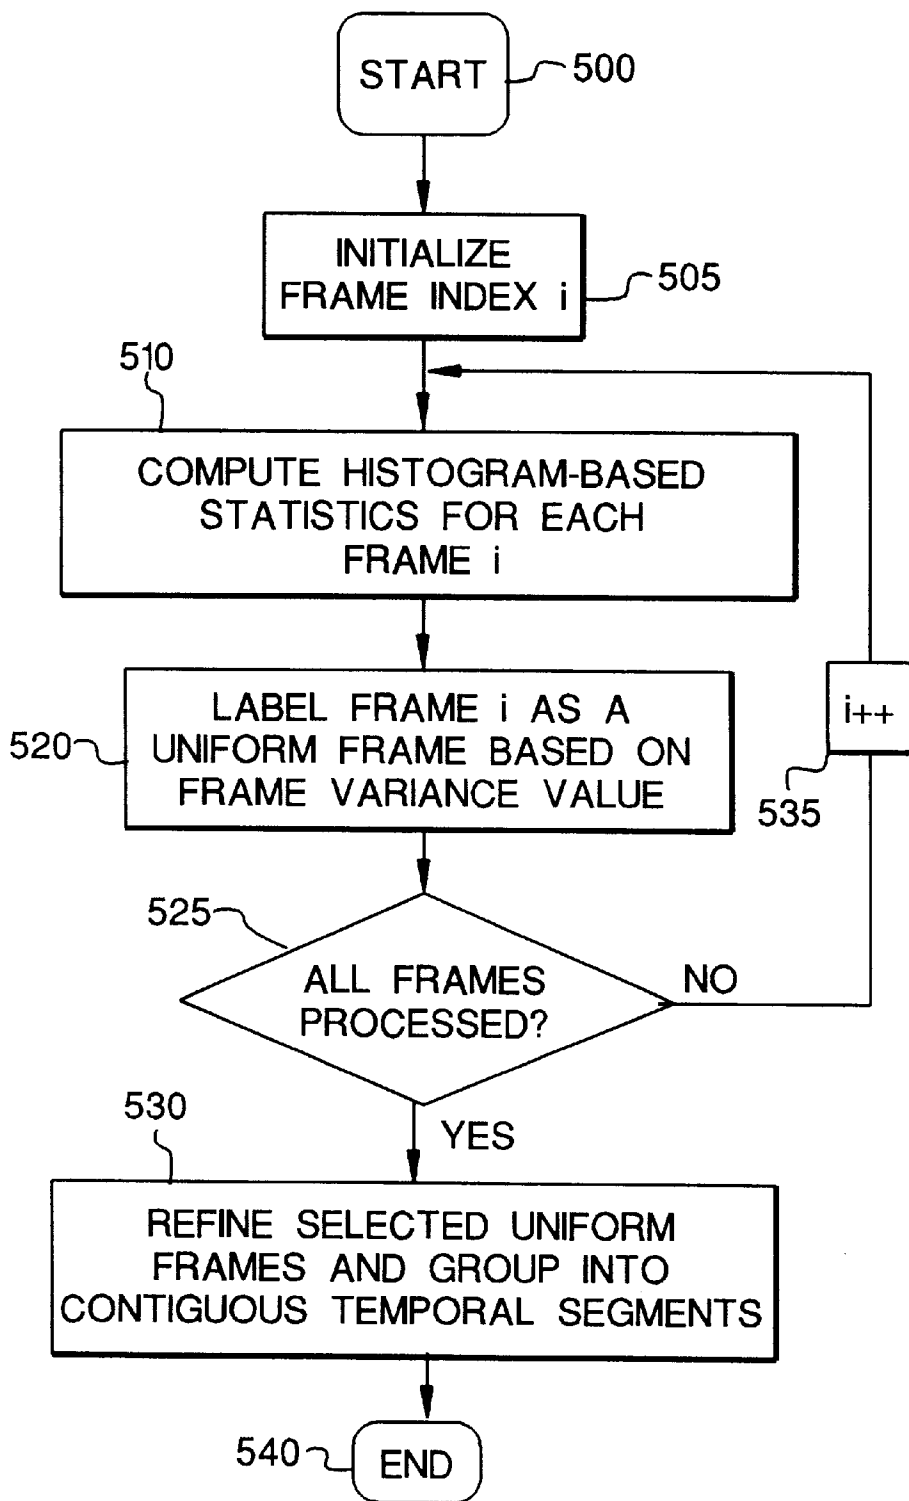 START
500
INITIALIZE
FRAME INDEX i
505
510
COMPUTE HISTOGRAM-BASED
STATISTICS FOR EACH
FRAME i
LABEL FRAME i AS A
UNIFORM FRAME BASED ON
FRAME VARIANCE VALUE
520
i++
535
525
ALL FRAMES
PROCESSED?
NO
YES
530
REFINE SELECTED UNIFORM
FRAMES AND GROUP INTO
CONTIGUOUS TEMPORAL SEGMENTS
540
END